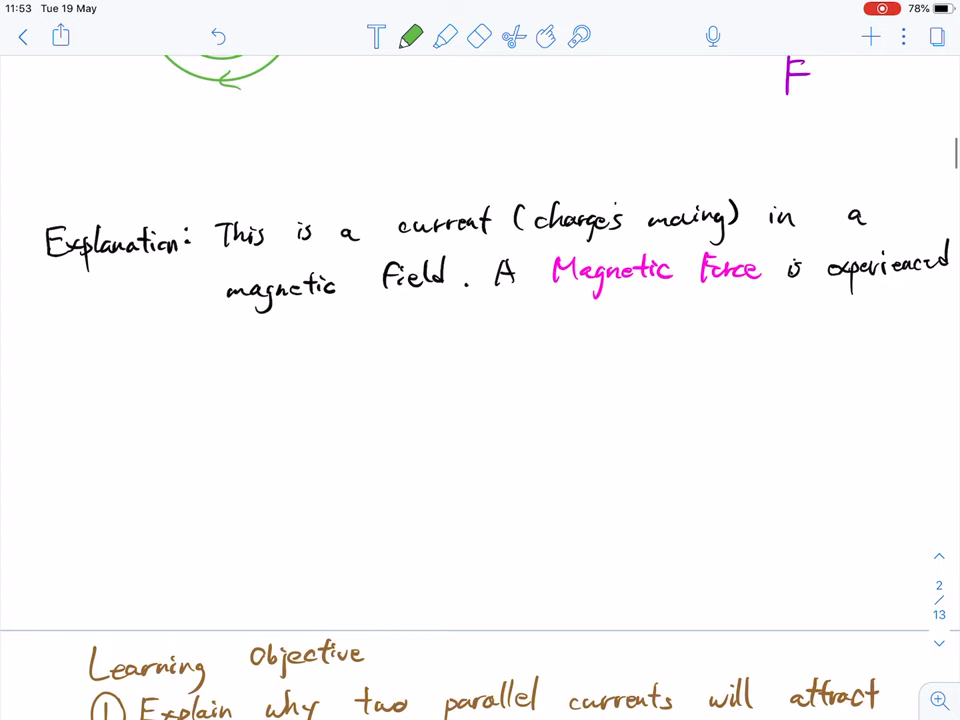 11:53 Tue 19 May
78%
T
F
Explanation: This is a current (charge's moving) in a
magnetic field. A Magnetic Force is experienced
2
/
13
Learning Objective
① Explain why two parallel currents will attract